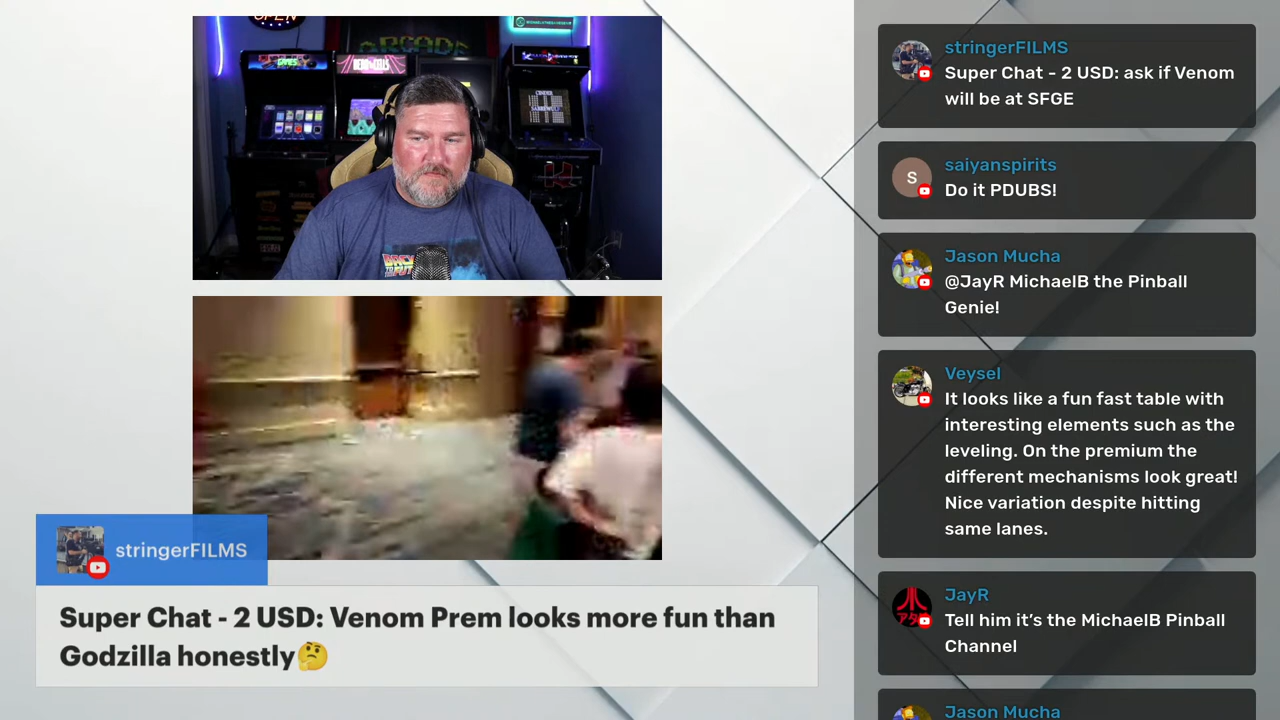 OPEN
ARCADE
stringerFILMS
Super Chat - 2 USD: Venom Prem looks more fun than
Godzilla honestly🤔
stringerFILMS
Super Chat - 2 USD: ask if Venom
will be at SFGE
S
saiyanspirits
Do it PDUBS!
Jason Mucha
@JayR MichaelB the Pinball
Genie!
Veysel
It looks like a fun fast table with
interesting elements such as the
leveling. On the premium the
different mechanisms look great!
Nice variation despite hitting
same lanes.
JayR
Tell him it’s the MichaelB Pinball
Channel
Jason Mucha